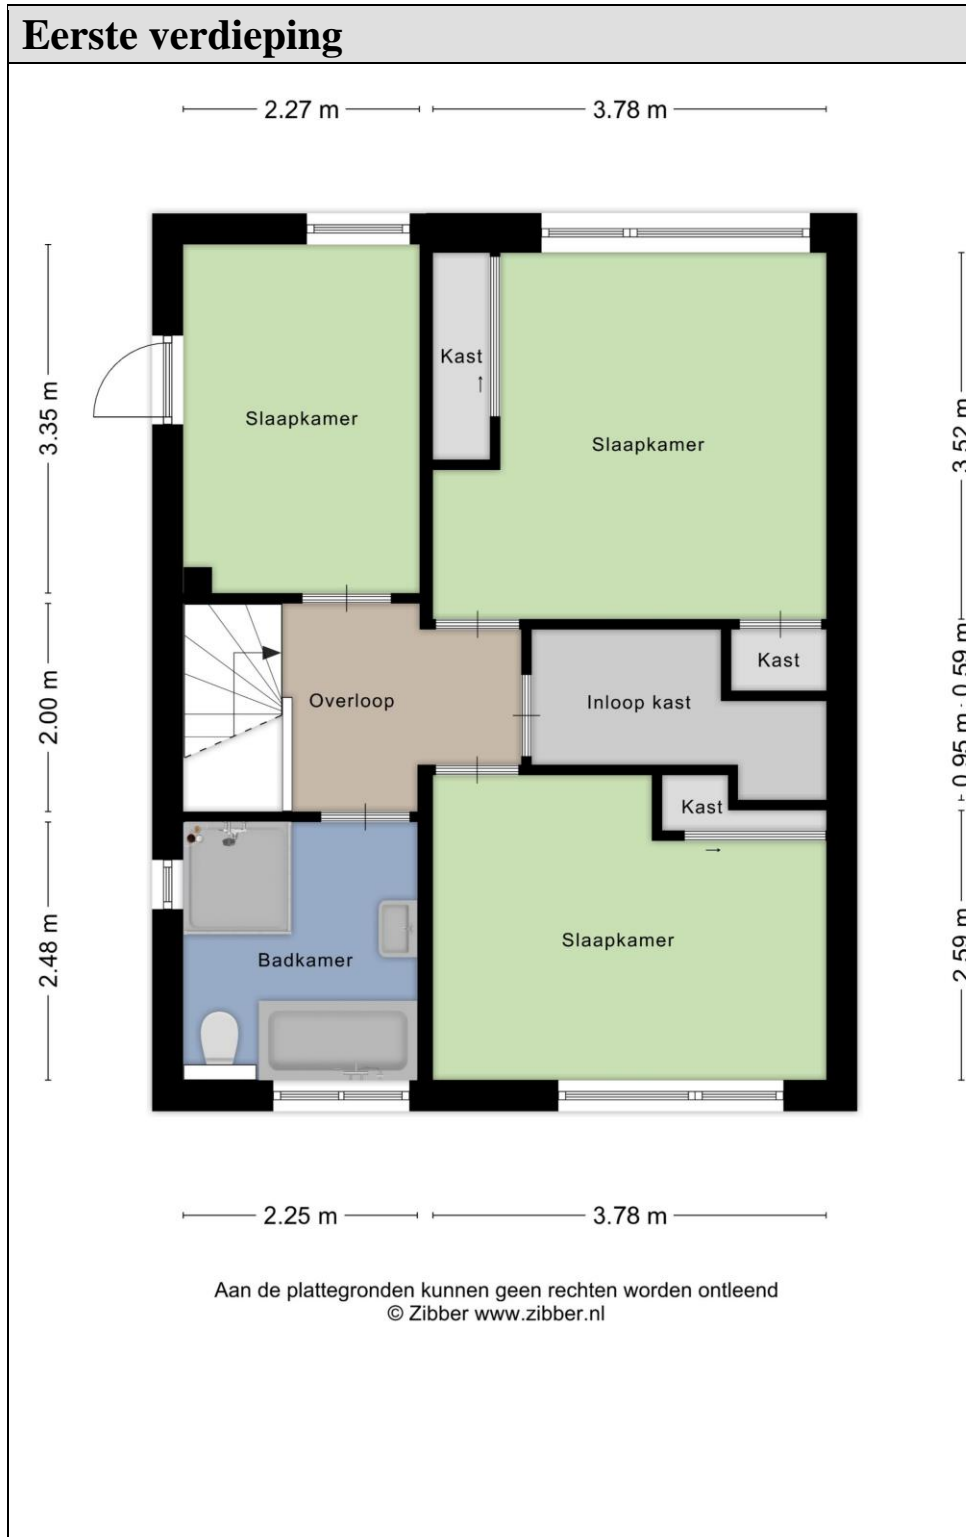 Eerste verdieping
2.27 m
3.78 m
3.35 m
Kast
Slaapkamer
Slaapkamer
3.52 m
Kast
0.59 m
2.00 m
Overloop
Inloop kast
0.95 m
Kast
2.48 m
Badkamer
Slaapkamer
2.59 m
2.25 m
3.78 m
Aan de plattegronden kunnen geen rechten worden ontleend
© Zibber www.zibber.nl